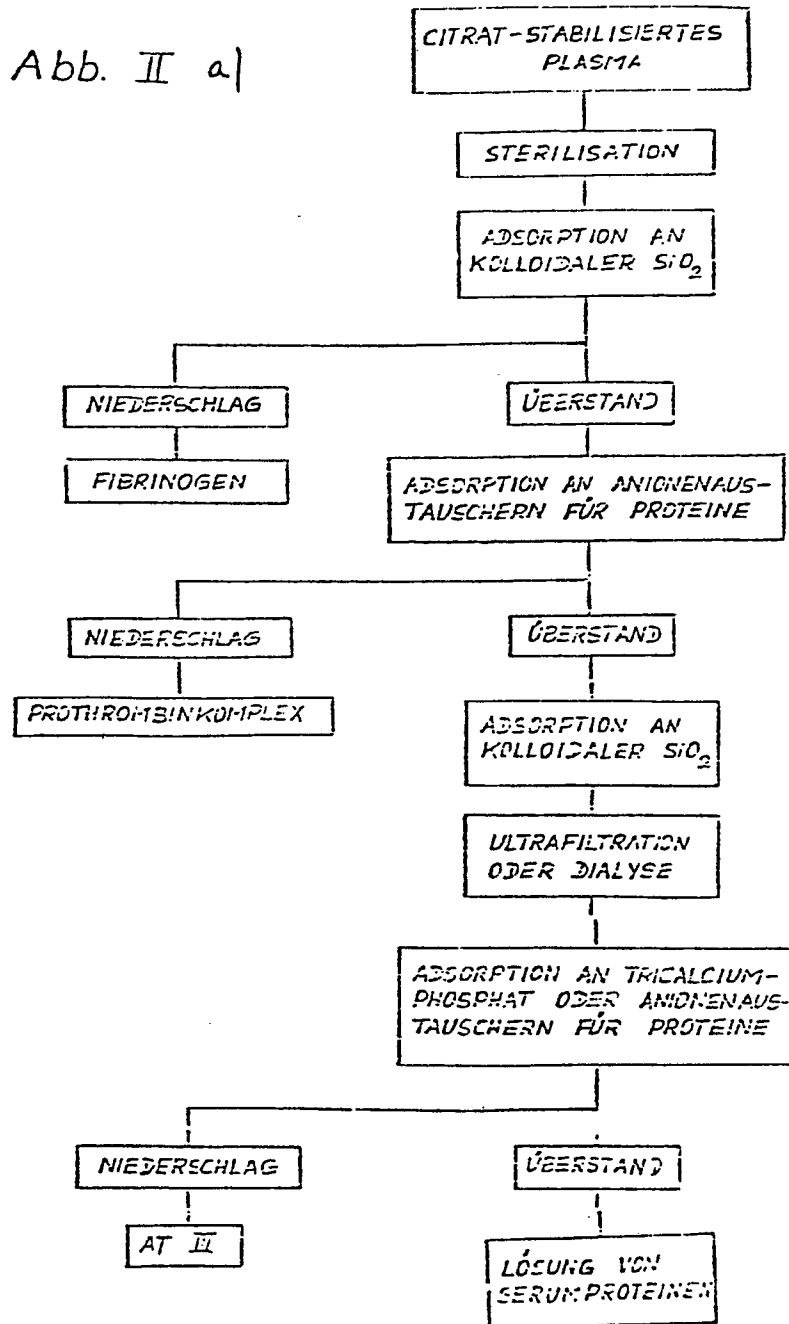 Abb. II a)
CITRAT-STABILISIERTES
PLASMA
STERILISATION
ADSORPTION AN
KOLLOIDALER SiO₂
NIEDERSCHLAG
ÜBERSTAND
FIBRINOGEN
ADSORPTION AN ANIONENAUS-
TAUSCHERN FÜR PROTEINE
NIEDERSCHLAG
ÜBERSTAND
PROTHROMBINKOMPLEX
ADSORPTION AN
KOLLOIDALER SiO₂
ULTRAFILTRATION
ODER DIALYSE
ADSORPTION AN TRICALCIUM-
PHOSPHAT ODER ANIONENAUS-
TAUSCHERN FÜR PROTEINE
NIEDERSCHLAG
ÜBERSTAND
AT III
LÖSUNG VON
SERUMPROTEINEN